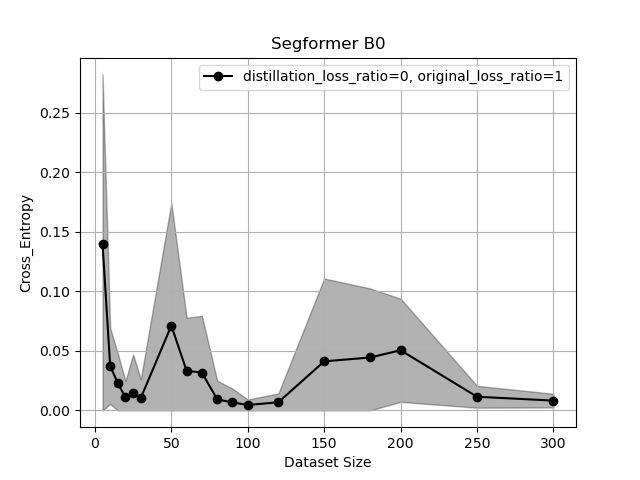 Segformer B0
distillation_loss_ratio=0, original_loss_ratio=1
Cross_Entropy
0.25
0.20
0.15
0.10
0.05
0.00
0 50 100 150 200 250 300
Dataset Size